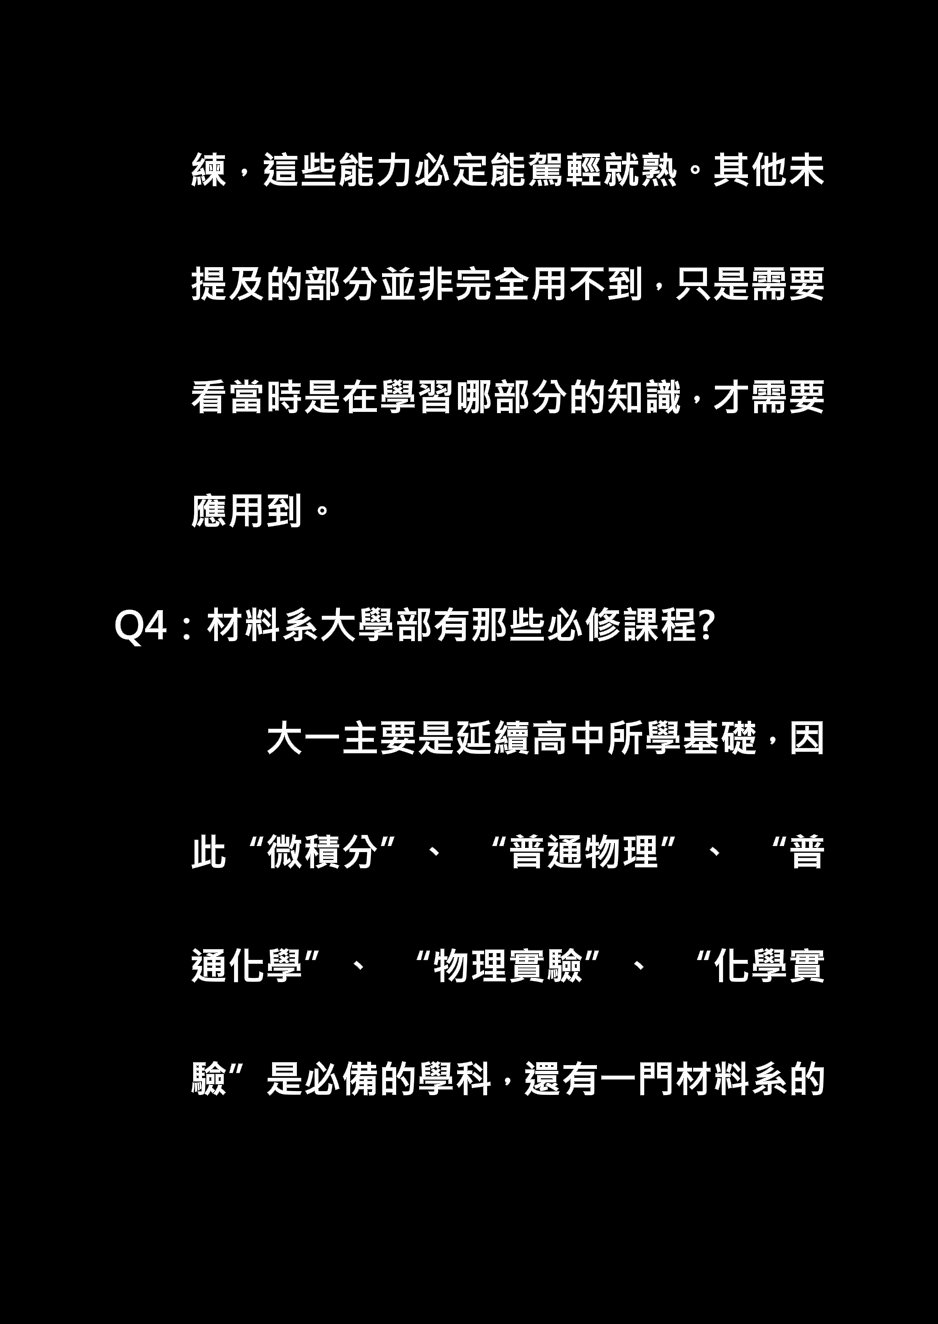 練，這些能力必定能駕輕就熟。其他未
提及的部分並非完全用不到，只是需要
看當時是在學習哪部分的知識，才需要
應用到。
Q4：材料系大學部有那些必修課程?
大一主要是延續高中所學基礎，因
此“微積分”、 “普通物理”、 “普
通化學”、 “物理實驗”、 “化學實
驗”是必備的學科，還有一門材料系的